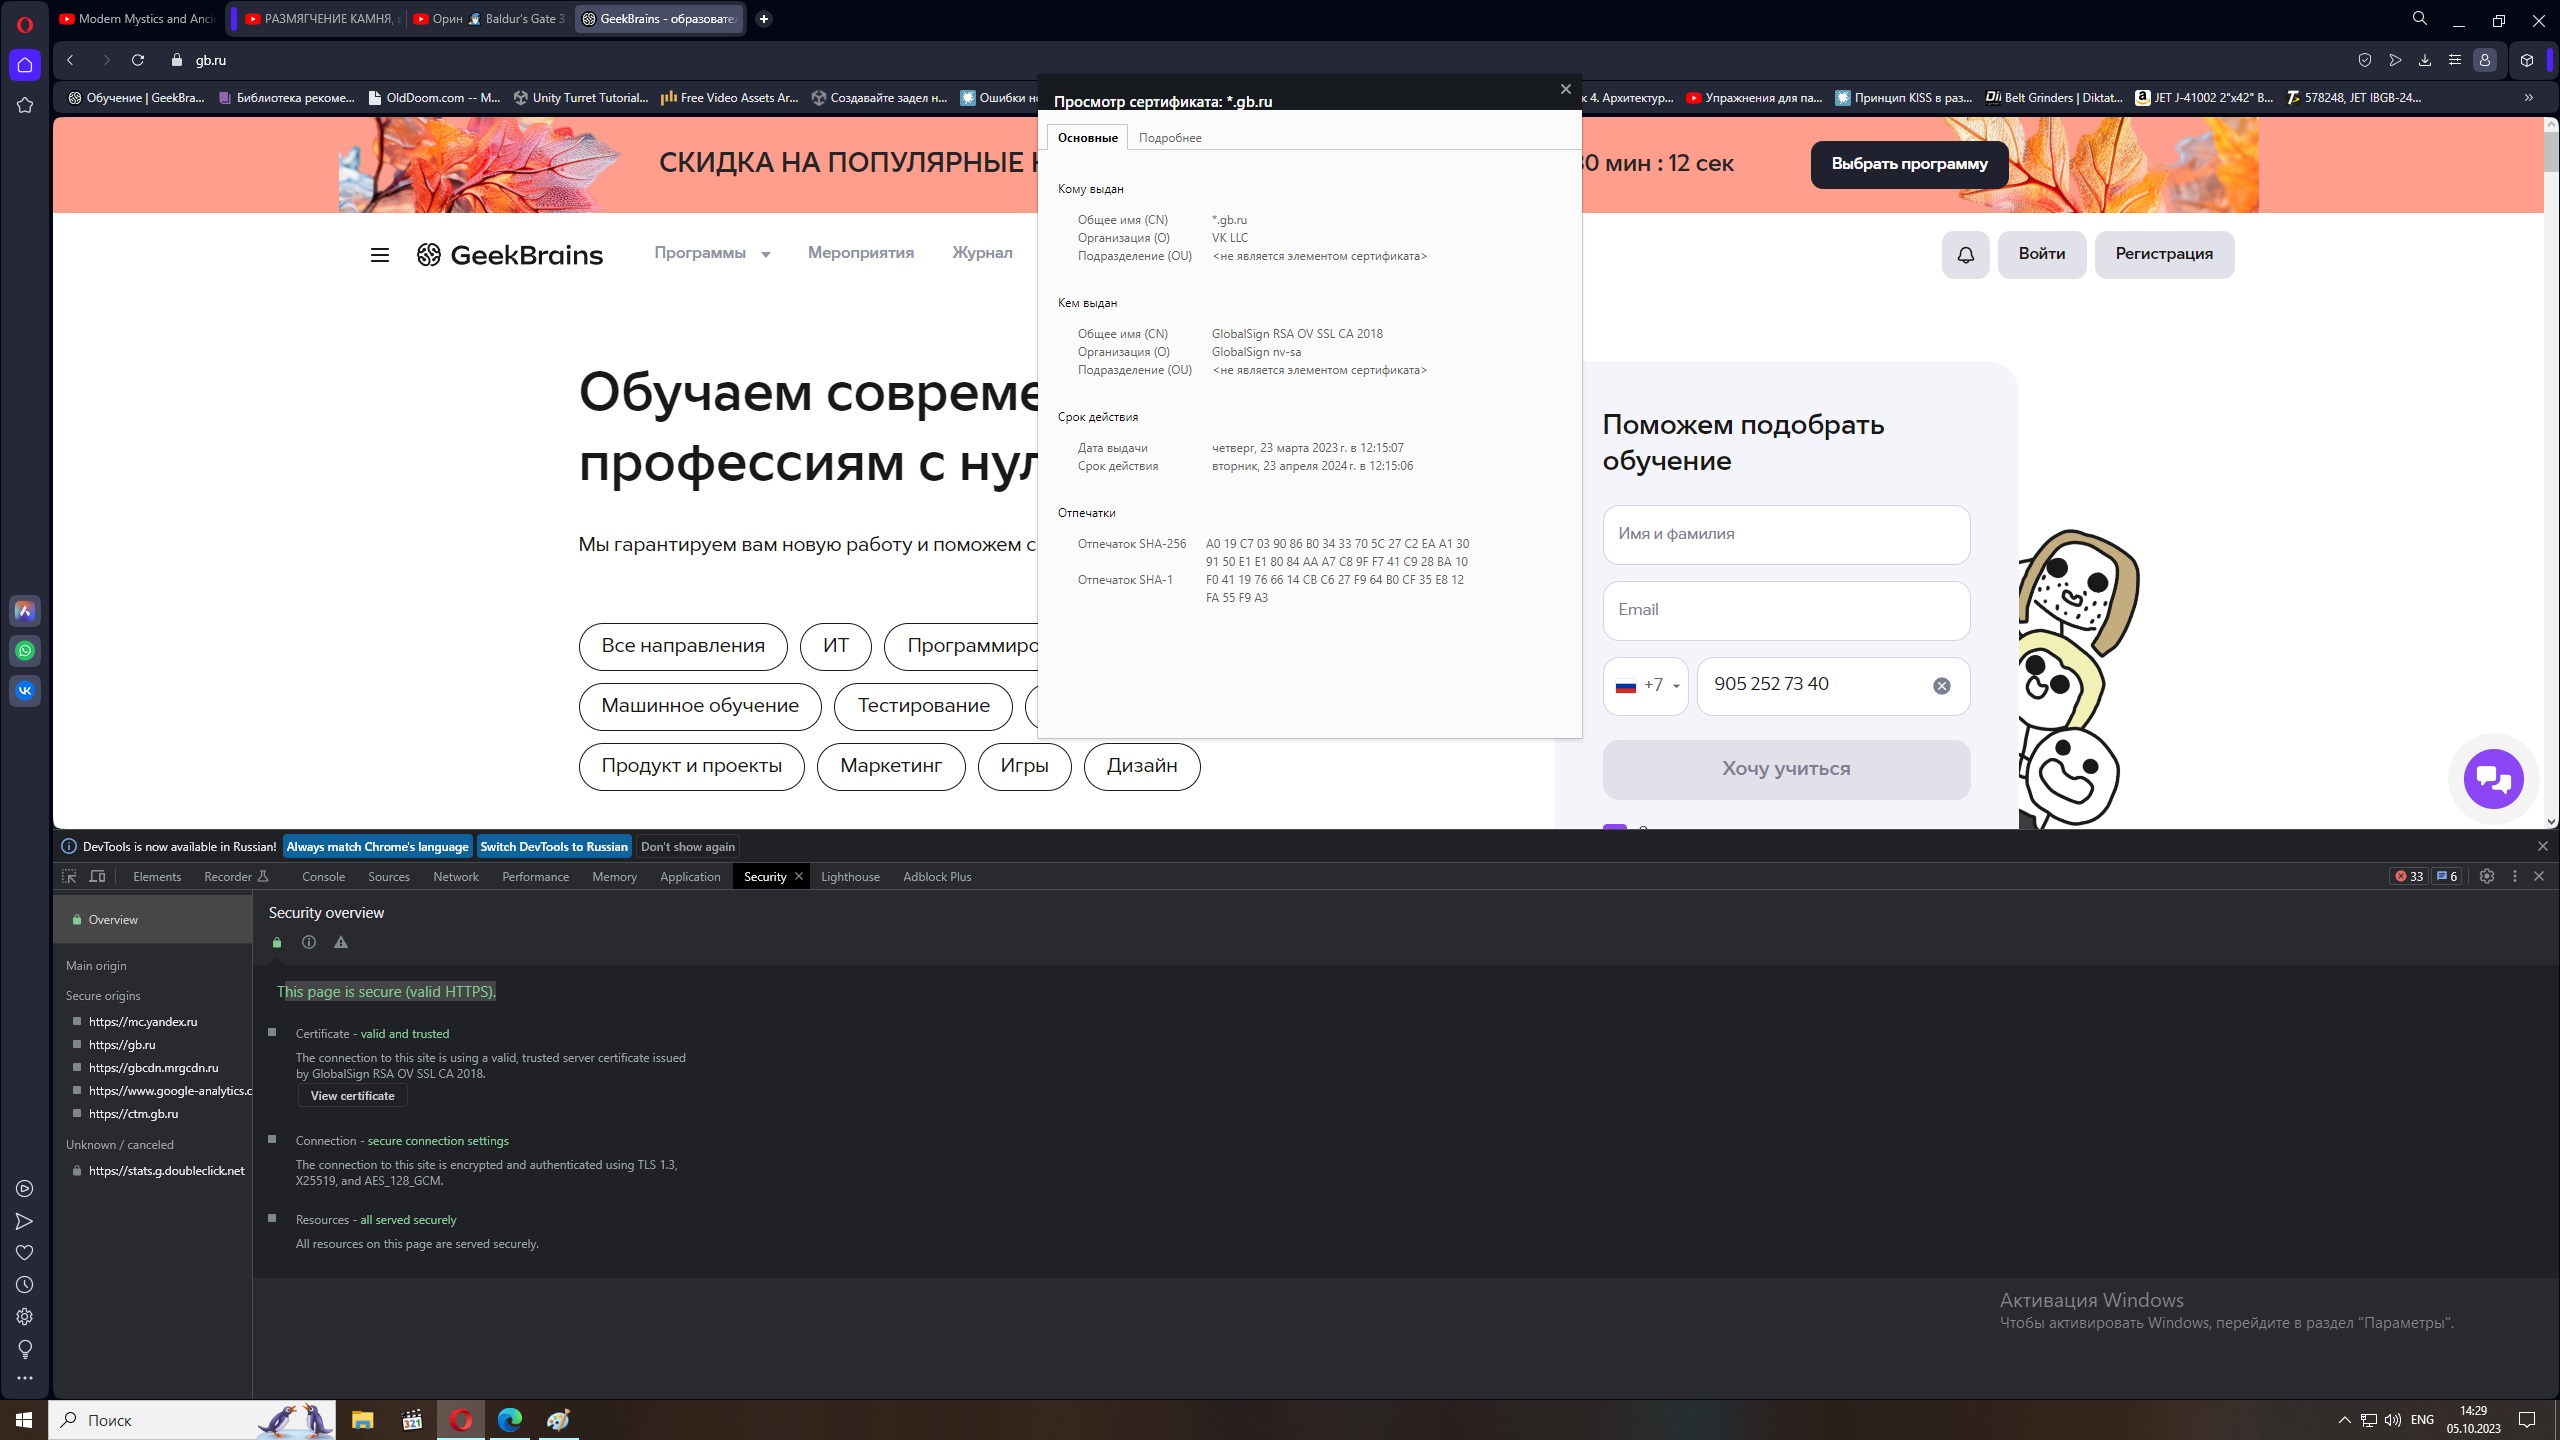 Modern Mystics and Anci
РАЗМЯГЧЕНИЕ КАМНЯ,
Орин
Baldur's Gate 3
GeekBrains - образовате
gb.ru
Обучение | GeekBra...
Библиотека рекоме...
OldDoom.com -- M...
Unity Turret Tutorial...
Free Video Assets Ar...
Создавайте задел н...
Ошибки н
к 4. Архитектур...
Упражнения для па...
Принцип KISS в раз...
Belt Grinders | Diktat...
JET J-41002 2"x42" B...
578248, JET IBGB-24...
СКИДКА НА ПОПУЛЯРНЫЕ
0 мин : 12 сек
Выбрать программу
GeekBrains
Программы
Мероприятия
Журнал
Войти
Регистрация
Обучаем совреме
профессиям с нул
Мы гарантируем вам новую работу и поможем с
Все направления
ИТ
Программиро
Машинное обучение
Тестирование
Продукт и проекты
Маркетинг
Игры
Дизайн
Просмотр сертификата: *.gb.ru
Основные
Подробнее
Кому выдан
Общее имя (CN) *.gb.ru
Организация (O) VK LLC
Подразделение (OU) <не является элементом сертификата>
Кем выдан
Общее имя (CN) GlobalSign RSA OV SSL CA 2018
Организация (O) GlobalSign nv-sa
Подразделение (OU) <не является элементом сертификата>
Срок действия
Дата выдачи четверг, 23 марта 2023 г. в 12:15:07
Срок действия вторник, 23 апреля 2024 г. в 12:15:06
Отпечатки
Отпечаток SHA-256 A0 19 C7 03 90 86 B0 34 33 70 5C 27 C2 EA A1 30
91 50 E1 E1 80 84 AA A7 C8 9F F7 41 C9 28 BA 10
Отпечаток SHA-1 F0 41 19 76 66 14 CB C6 27 F9 64 B0 CF 35 E8 12
FA 55 F9 A3
Поможем подобрать
обучение
Имя и фамилия
Email
+7
905 252 73 40
Хочу учиться
DevTools is now available in Russian!
Always match Chrome's language
Switch DevTools to Russian
Don't show again
Elements
Recorder
Console
Sources
Network
Performance
Memory
Application
Security
Lighthouse
Adblock Plus
33
6
Overview
Main origin
Secure origins
https://mc.yandex.ru
https://gb.ru
https://gbcdn.mrgcdn.ru
https://www.google-analytics.c
https://ctm.gb.ru
Unknown / canceled
https://stats.g.doubleclick.net
Security overview
This page is secure (valid HTTPS).
Certificate - valid and trusted
The connection to this site is using a valid, trusted server certificate issued
by GlobalSign RSA OV SSL CA 2018.
View certificate
Connection - secure connection settings
The connection to this site is encrypted and authenticated using TLS 1.3,
X25519, and AES_128_GCM.
Resources - all served securely
All resources on this page are served securely.
Активация Windows
Чтобы активировать Windows, перейдите в раздел "Параметры".
Поиск
321
ENG
14:29
05.10.2023